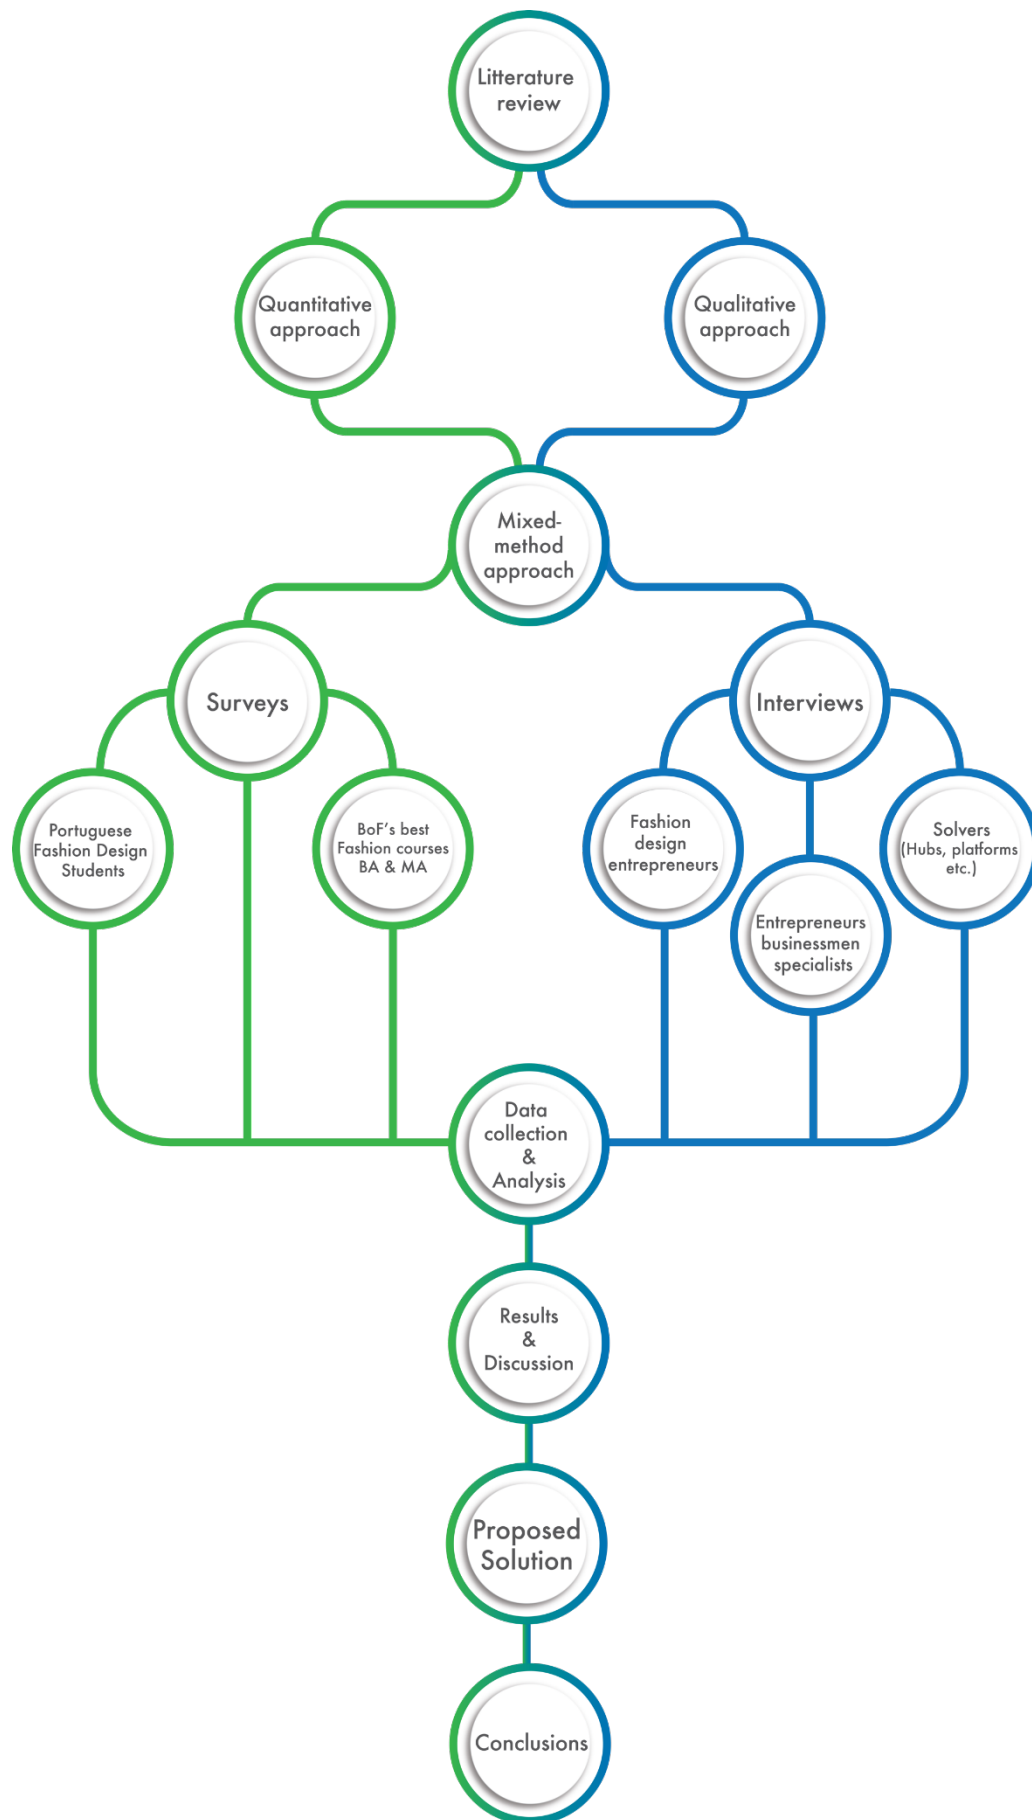 Litterature
review
Quantitative
approach
Qualitative
approach
Mixed-
method
approach
Surveys
Interviews
Portuguese
Fashion Design
Students
BoF's best
Fashion courses
BA & MA
Fashion
design
entrepreneurs
Entrepreneurs
businessmen
specialists
Solvers
(Hubs, platforms
etc.)
Data
collection
&
Analysis
Results
&
Discussion
Proposed
Solution
Conclusions